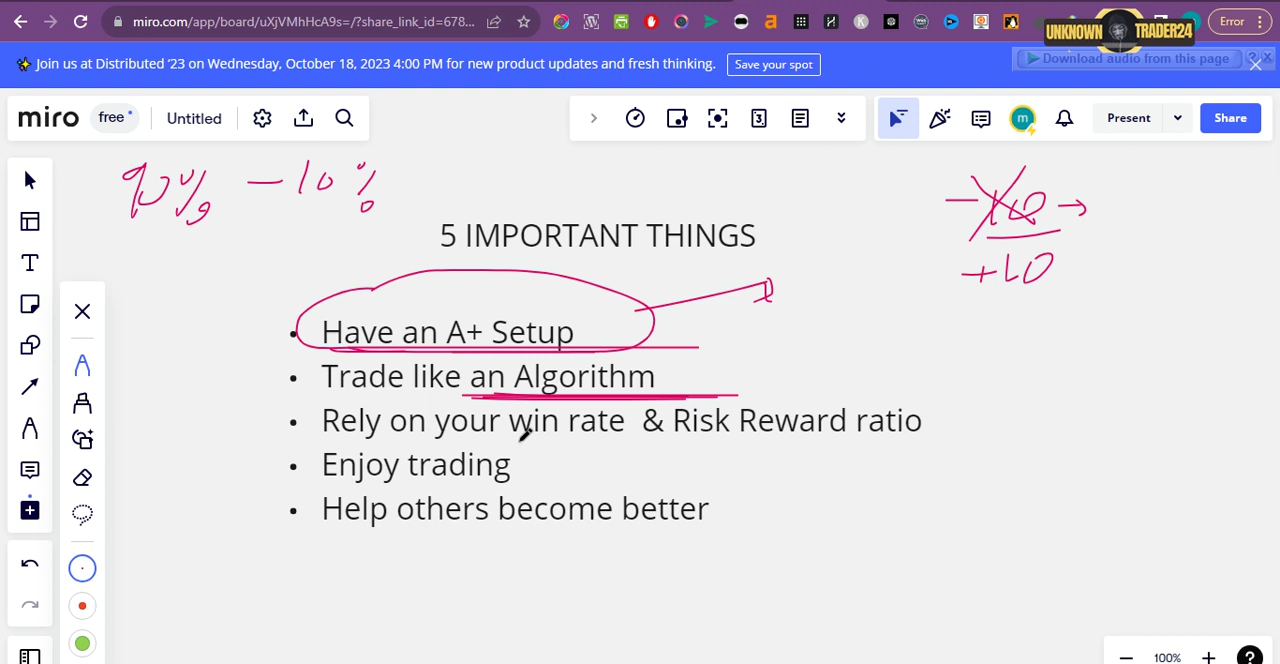 miro.com/app/board/uXjVMhHcA9s=/?share_link_id=678...
Error
UNKNOWN TRADER24
Join us at Distributed '23 on Wednesday, October 18, 2023 4:00 PM for new product updates and fresh thinking.
Save your spot
Download audio from this page
? X
miro
free
Untitled
Present
Share
90% -10%
-10
+10
5 IMPORTANT THINGS
• Have an A+ Setup
• Trade like an Algorithm
• Rely on your win rate & Risk Reward ratio
• Enjoy trading
• Help others become better
100%